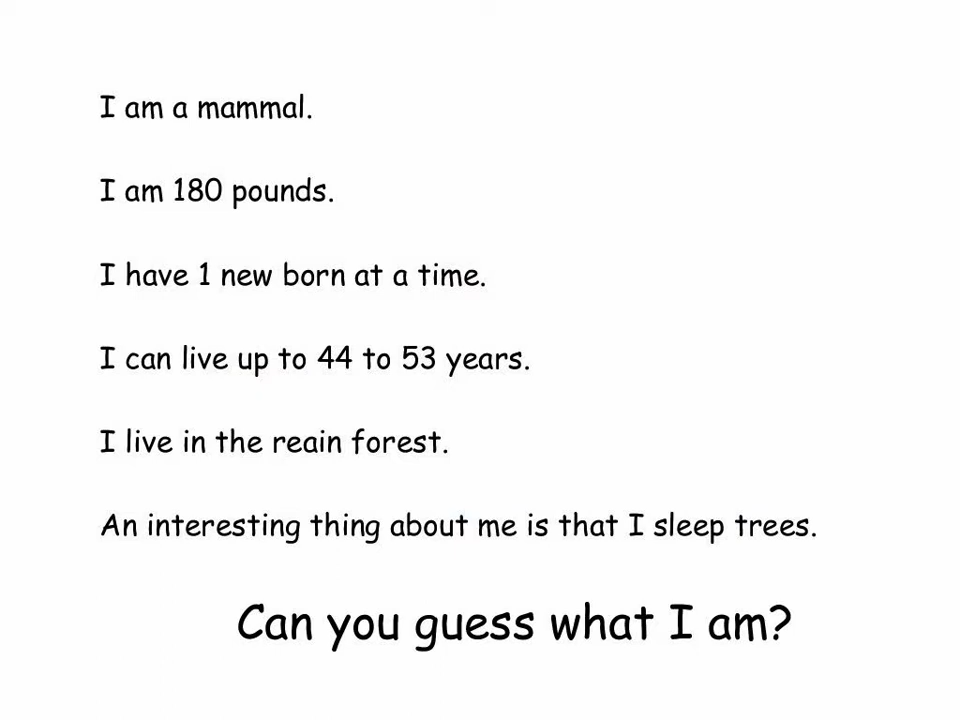 I am a mammal.
I am 180 pounds.
I have 1 new born at a time.
I can live up to 44 to 53 years.
I live in the reain forest.
An interesting thing about me is that I sleep trees.
Can you guess what I am?